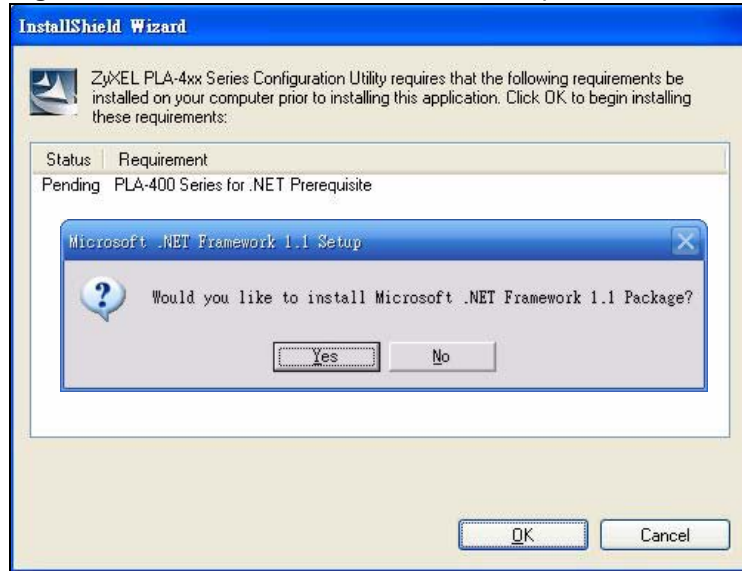 InstallShield Wizard
ZyXEL PLA-4xx Series Configuration Utility requires that the following requirements be
installed on your computer prior to installing this application. Click OK to begin installing
these requirements:
Status Requirement
Pending PLA-400 Series for .NET Prerequisite
Microsoft .NET Framework 1.1 Setup
Would you like to install Microsoft .NET Framework 1.1 Package?
Yes No
OK Cancel